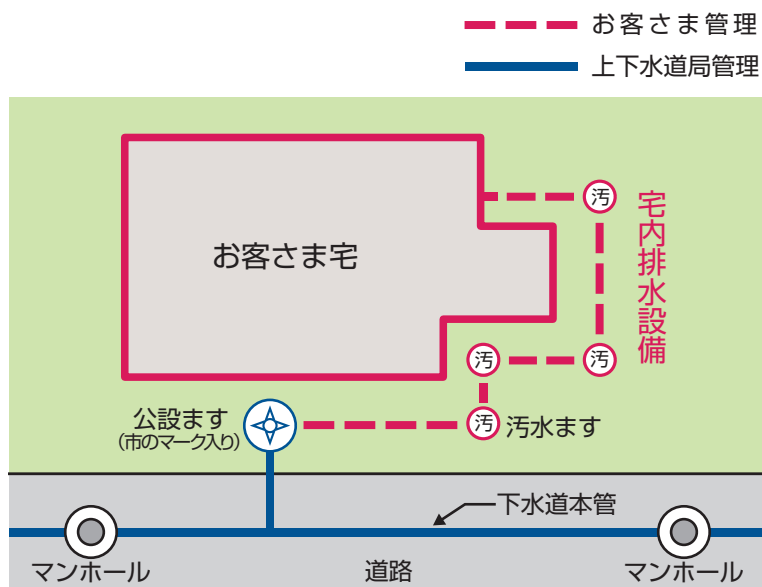 お客さま管理
上下水道局管理
汚
宅内排水設備
お客さま宅
汚
汚
公設ます
(市のマーク入り)
汚
汚水ます
下水道本管
マンホール
道路
マンホール